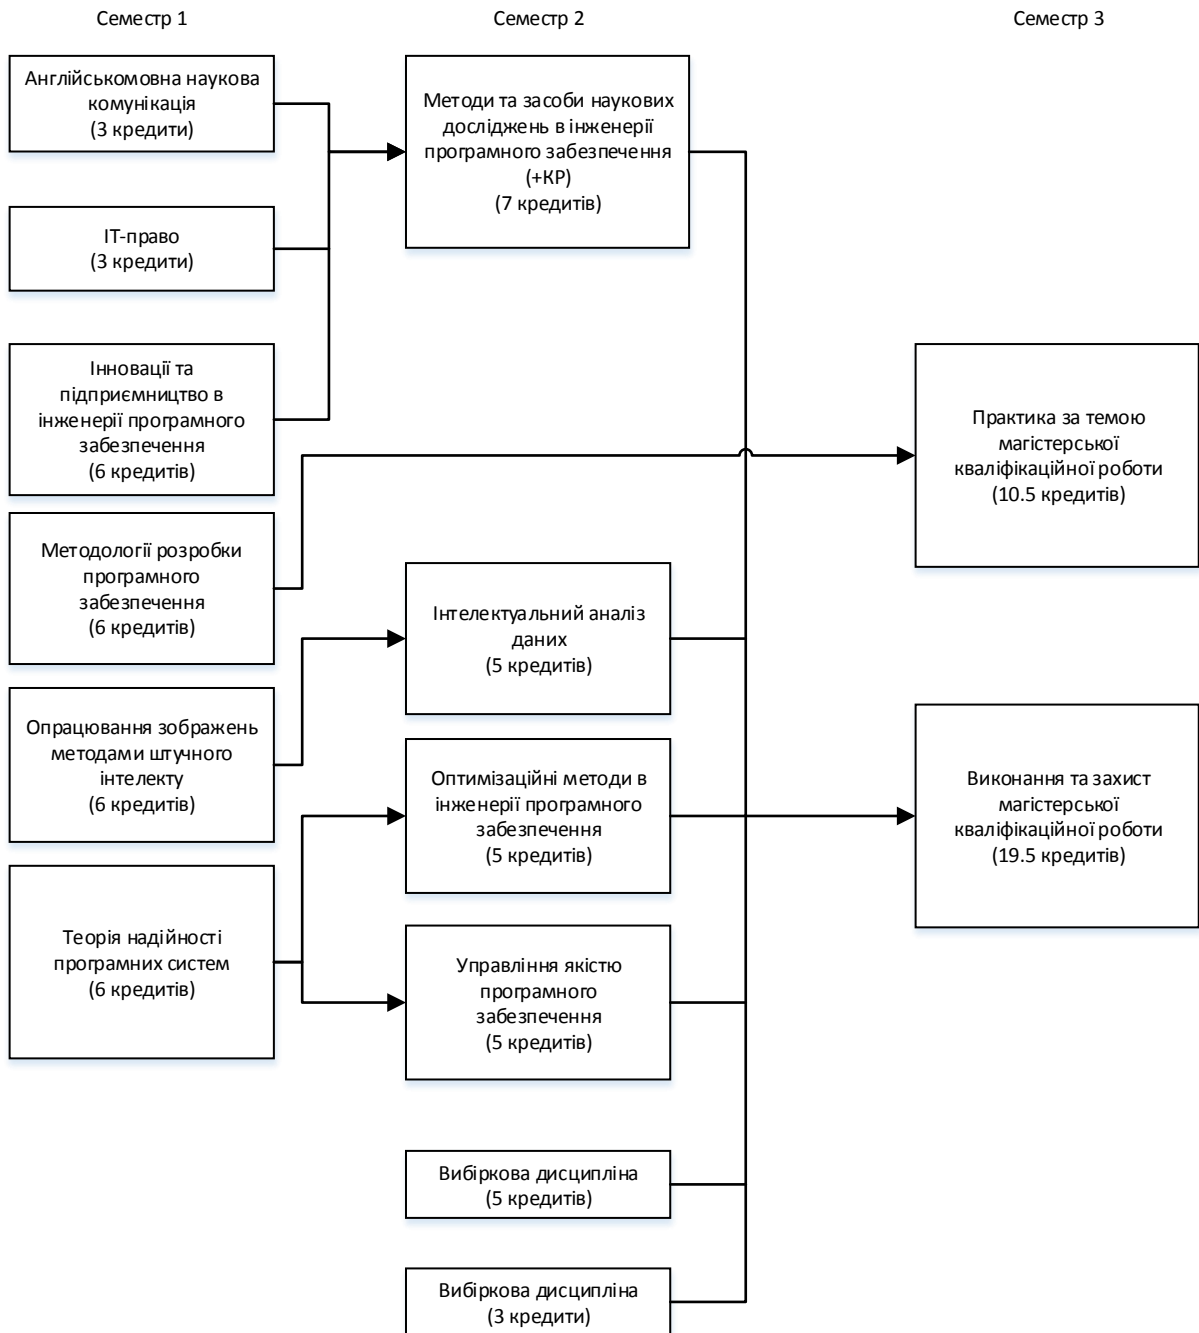 Семестр 1
Семестр 2
Семестр 3
Англійськомовна наукова
комунікація
(3 кредити)
ІТ-право
(3 кредити)
Інновації та
підприємництво в
інженерії програмного
забезпечення
(6 кредитів)
Методології розробки
програмного
забезпечення
(6 кредитів)
Опрацювання зображень
методами штучного
інтелекту
(6 кредитів)
Теорія надійності
програмних систем
(6 кредитів)
Методи та засоби наукових
досліджень в інженерії
програмного забезпечення
(+КР)
(7 кредитів)
Інтелектуальний аналіз
даних
(5 кредитів)
Оптимізаційні методи в
інженерії програмного
забезпечення
(5 кредитів)
Управління якістю
програмного
забезпечення
(5 кредитів)
Вибіркова дисципліна
(5 кредитів)
Вибіркова дисципліна
(3 кредити)
Практика за темою
магістерської
кваліфікаційної роботи
(10.5 кредитів)
Виконання та захист
магістерської
кваліфікаційної роботи
(19.5 кредитів)